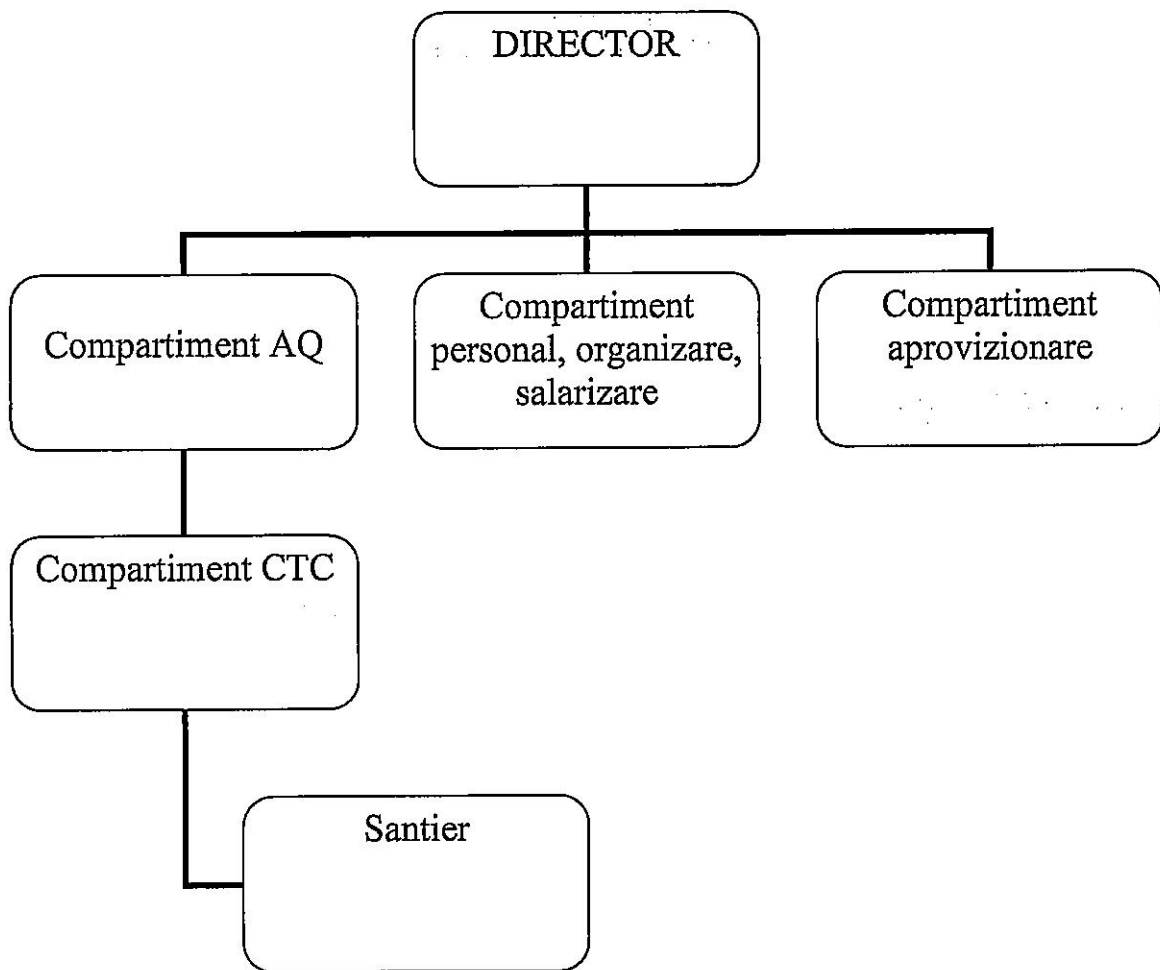 DIRECTOR
Compartiment AQ
Compartiment
personal, organizare,
salarizare
Compartiment
aprovizionare
Compartiment CTC
Santier